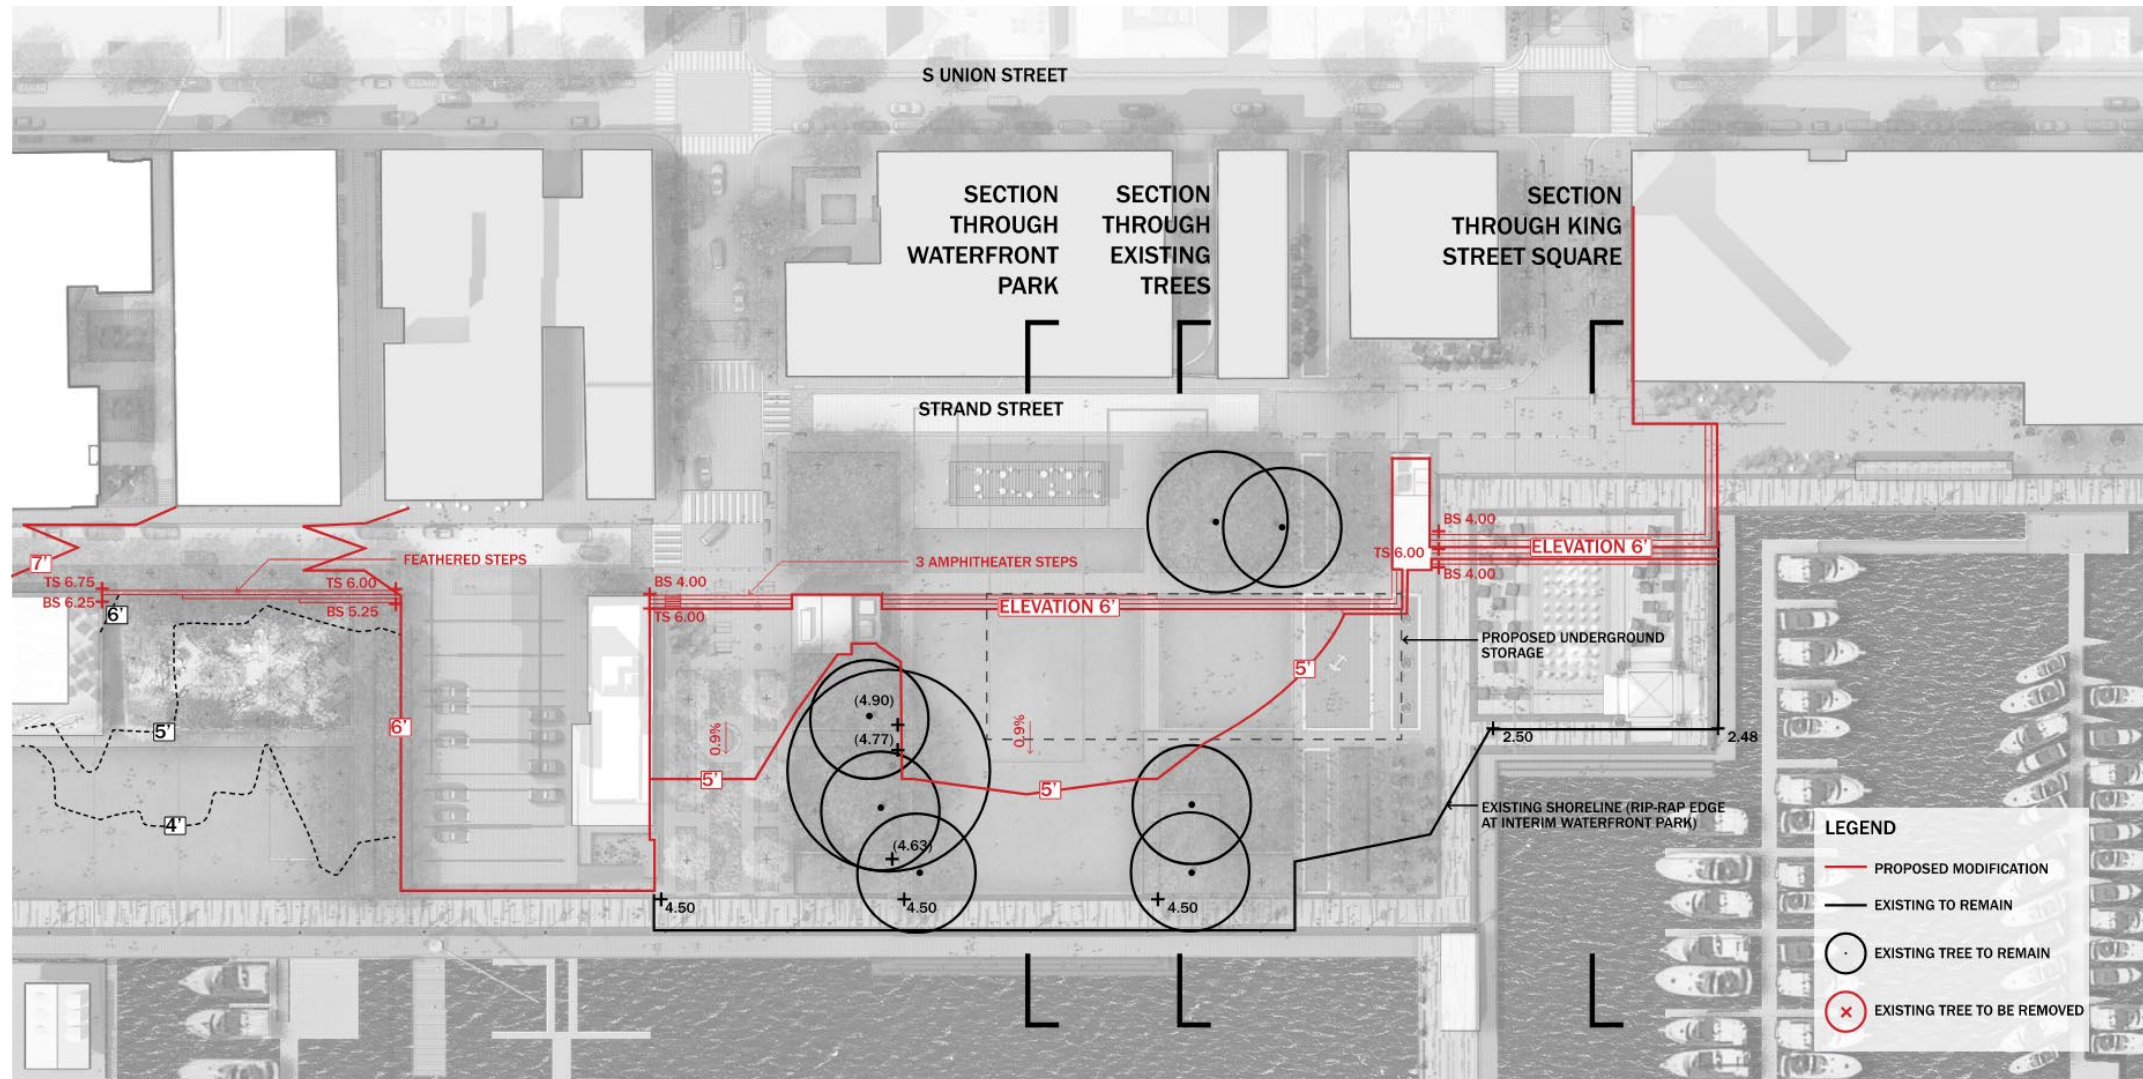 S UNION STREET
SECTION
THROUGH
WATERFRONT
PARK
SECTION
THROUGH
EXISTING
TREES
SECTION
THROUGH KING
STREET SQUARE
STRAND STREET
7'
FEATHERED STEPS
TS 6.75
BS 6.25
6'
TS 6.00
BS 5.25
BS 4.00
TS 6.00
3 AMPHITHEATER STEPS
ELEVATION 6'
BS 4.00
TS 6.00
ELEVATION 6'
BS 4.00
PROPOSED UNDERGROUND
STORAGE
5'
5'
4'
6'
(4.90)
(4.77)
(4.63)
0.9%
0.9%
5'
5'
2.50
2.48
EXISTING SHORELINE (RIP-RAP EDGE
AT INTERIM WATERFRONT PARK)
4.50
4.50
4.50
LEGEND
PROPOSED MODIFICATION
EXISTING TO REMAIN
EXISTING TREE TO REMAIN
EXISTING TREE TO BE REMOVED